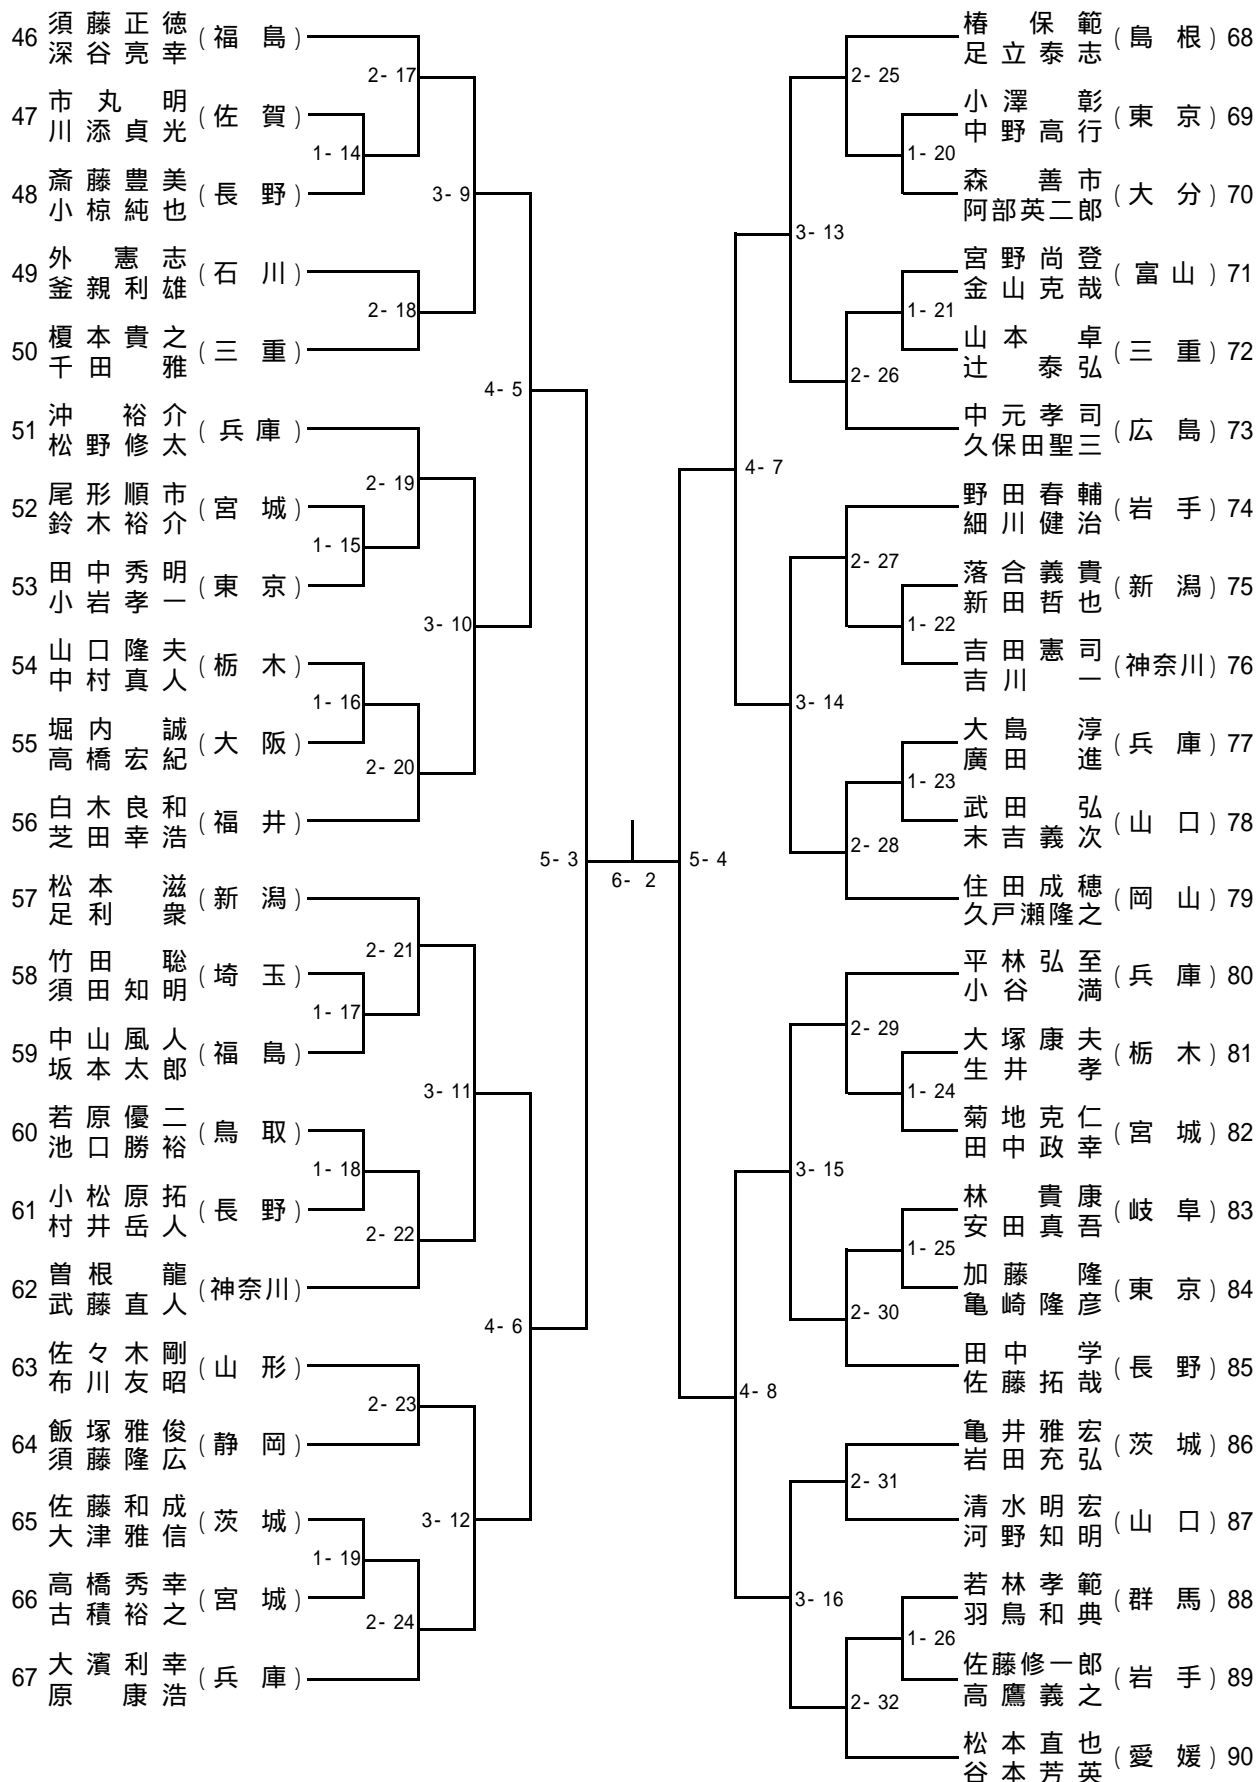 46 須藤正徳 (福島)
深谷亮幸
2-17
47 市丸明 (佐賀)
川添貞光
1-14
48 斎藤豊美 (長野)
小椋純也
3-9
49 外憲志 (石川)
釜親利雄
2-18
50 榎本貴之 (三重)
千田雅
4-5
51 沖裕介 (兵庫)
松野修太
2-19
52 尾形順市 (宮城)
鈴木裕介
1-15
53 田中秀明 (東京)
小岩孝一
3-10
54 山口隆夫 (栃木)
中村真人
1-16
55 堀内誠 (大阪)
高橋宏紀
2-20
56 白木良和 (福井)
芝田幸浩
5-3
57 松本滋 (新潟)
足利衆
2-21
58 竹田聡 (埼玉)
須田知明
1-17
59 中山風人 (福島)
坂本太郎
3-11
60 若原優二 (鳥取)
池口勝裕
1-18
61 小松原拓 (長野)
村井岳人
2-22
62 曽根龍 (神奈川)
武藤直人
4-6
63 佐々木剛 (山形)
布川友昭
2-23
64 飯塚雅俊 (静岡)
須藤隆広
65 佐藤和成 (茨城)
大津雅信
3-12
1-19
66 高橋秀幸 (宮城)
古積裕之
2-24
67 大濱利幸 (兵庫)
原康浩
6-2
椿保範 (島根) 68
足立泰志
2-25
小澤彰 (東京) 69
中野高行
1-20
森善市 (大分) 70
阿部英二郎
3-13
宮野尚登 (富山) 71
金山克哉
1-21
山本卓 (三重) 72
辻泰弘
2-26
中元孝司 (広島) 73
久保田聖三
4-7
野田春輔 (岩手) 74
細川健治
2-27
落合義貴 (新潟) 75
新田哲也
1-22
吉田憲司 (神奈川) 76
吉川一
3-14
大島淳 (兵庫) 77
廣田進
1-23
武田弘 (山口) 78
末吉義次
2-28
5-4
住田成穂 (岡山) 79
久戸瀬隆之
平林弘至 (兵庫) 80
小谷満
2-29
大塚康夫 (栃木) 81
生井孝
1-24
菊地克仁 (宮城) 82
田中政幸
3-15
林貴康 (岐阜) 83
安田真吾
1-25
加藤隆 (東京) 84
亀崎隆彦
2-30
田中学 (長野) 85
佐藤拓哉
4-8
亀井雅宏 (茨城) 86
岩田充弘
2-31
清水明宏 (山口) 87
河野知明
3-16
若林孝範 (群馬) 88
羽鳥和典
1-26
佐藤修一郎 (岩手) 89
高鷹義之
2-32
松本直也 (愛媛) 90
谷本芳英